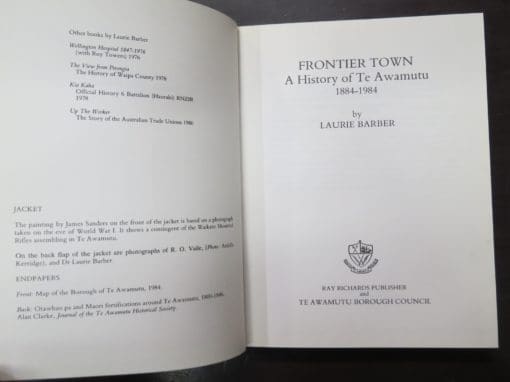 Other books by Laurie Barber
Wellington Hospital 1847-1976
(with Roy Towers) 1976
The View from Pirongia
The History of Waipa County 1978
Kia Kaha
Official History 6 Battalion (Hauraki) RNZIR
1978
Up The Worker
The Story of the Australian Trade Unions 1980
JACKET
The painting by James Sanders on the front of the jacket is based on a photograph
taken on the eve of World War I. It shows a contingent of the Waikato Mounted
Rifles assembling in Te Awamutu.
On the back flap of the jacket are photographs of R. O. Vaile, (Photo:
Kerridge), and Dr Laurie Barber
ENDPAPERS
Front: Map of the Borough of Te Awamutu, 1984.
Back: Otawhao pa and Maori fortifications around Te Awamutu, 1800-1846.
Alan Clerke, Journal of the Te Awamutu Historical Society.
FRONTIER TOWN
A History of Te Awamutu
1884-1984
by
LAURIE BARBER
RAY RICHARDS PUBLISHER
and
TE AWAMUTU BOROUGH COUNCIL